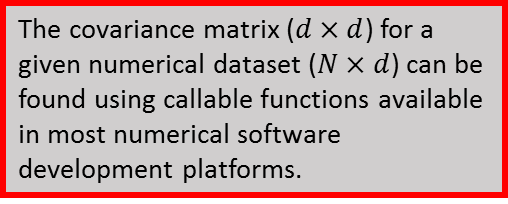 The covariance matrix (𝑑 × 𝑑) for a
given numerical dataset (𝑁 × 𝑑) can be
found using callable functions available
in most numerical software
development platforms.